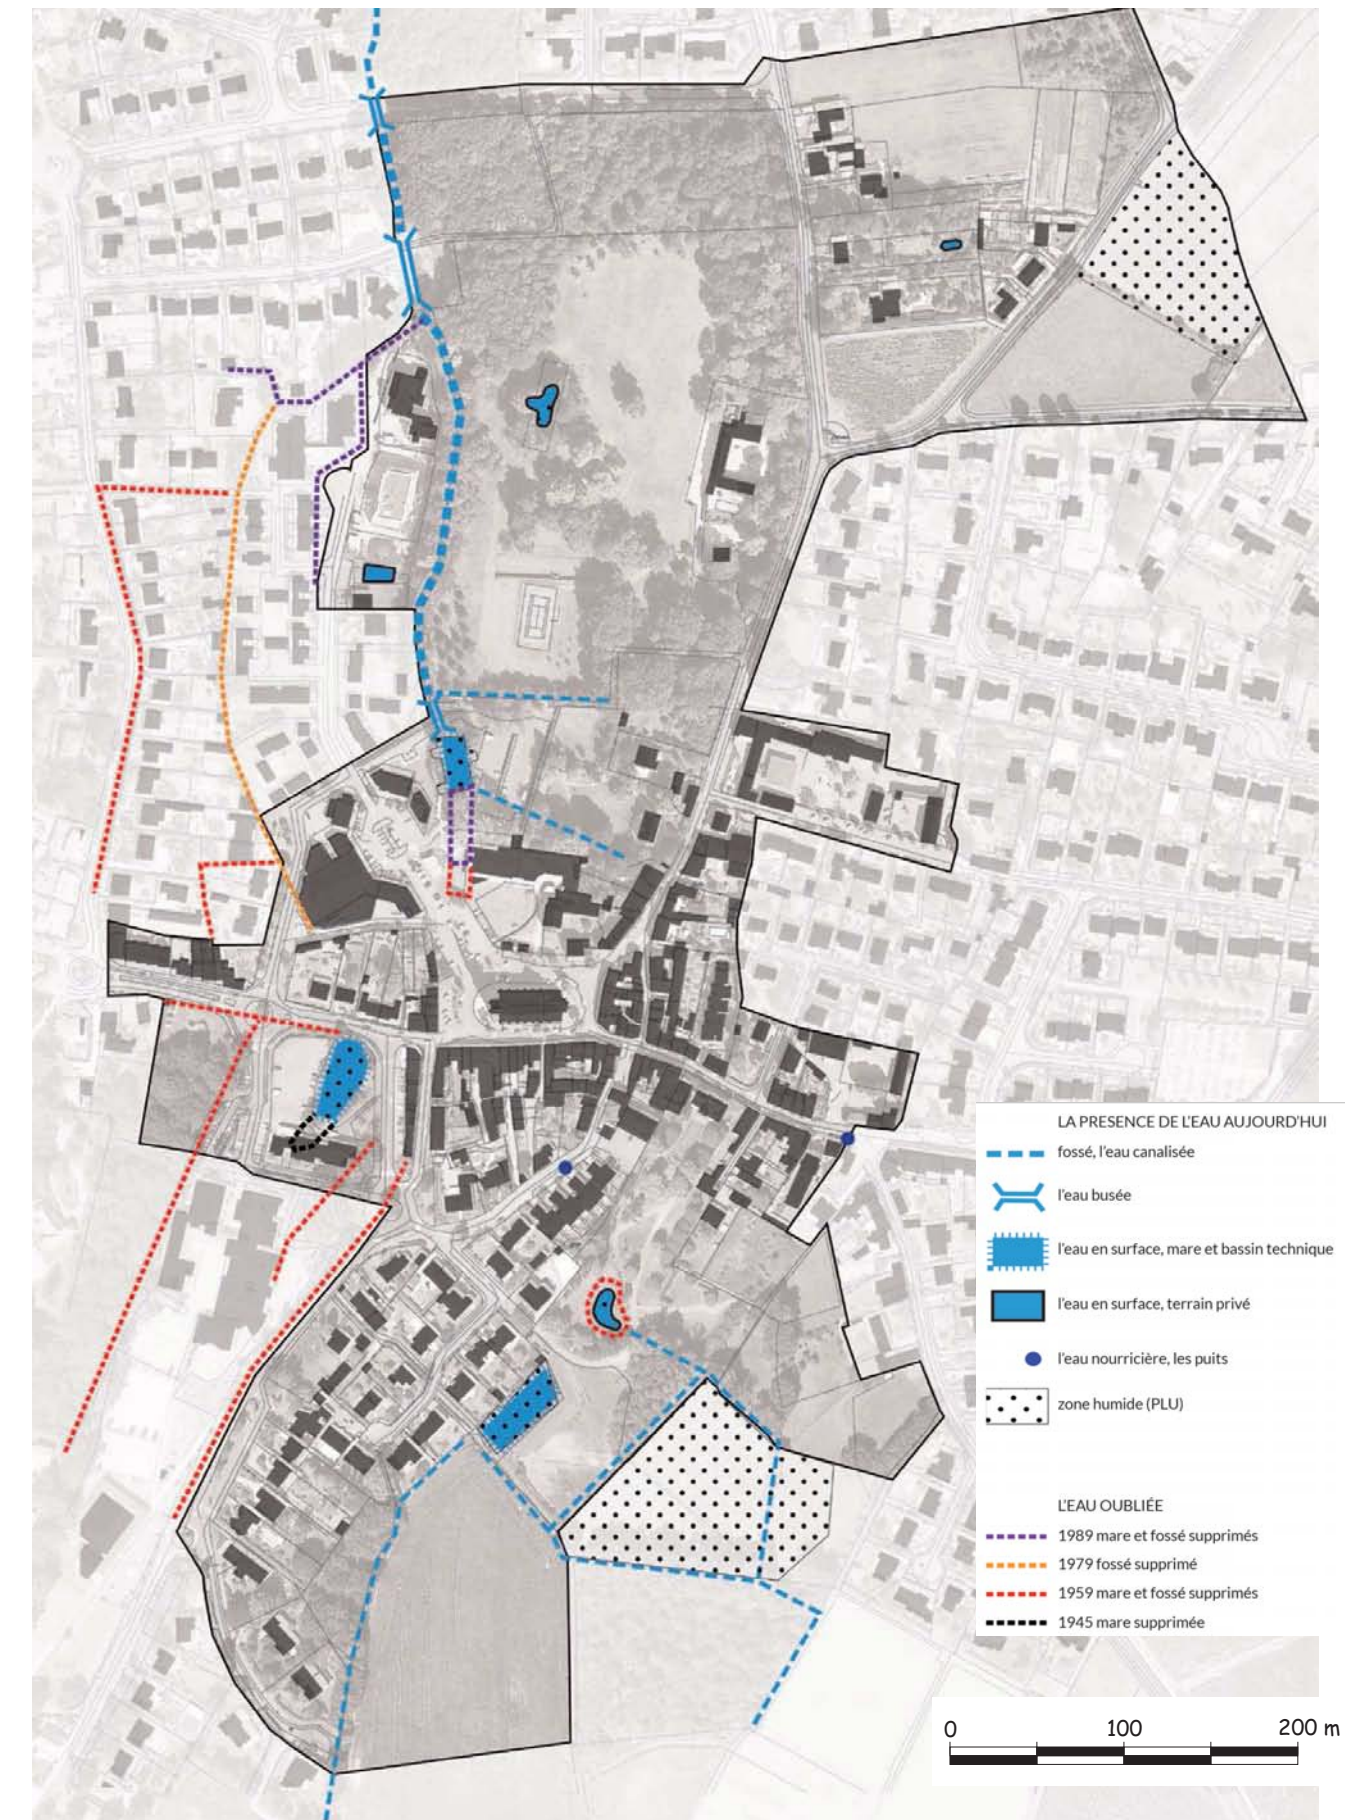 LA PRESENCE DE L'EAU AUJOURD'HUI
fossé, l'eau canalisée
l'eau busée
l'eau en surface, mare et bassin technique
l'eau en surface, terrain privé
l'eau nourricière, les puits
zone humide (PLU)
L'EAU OUBLIÉE
1989 mare et fossé supprimés
1979 fossé supprimé
1959 mare et fossé supprimés
1945 mare supprimée
0 100 200 m